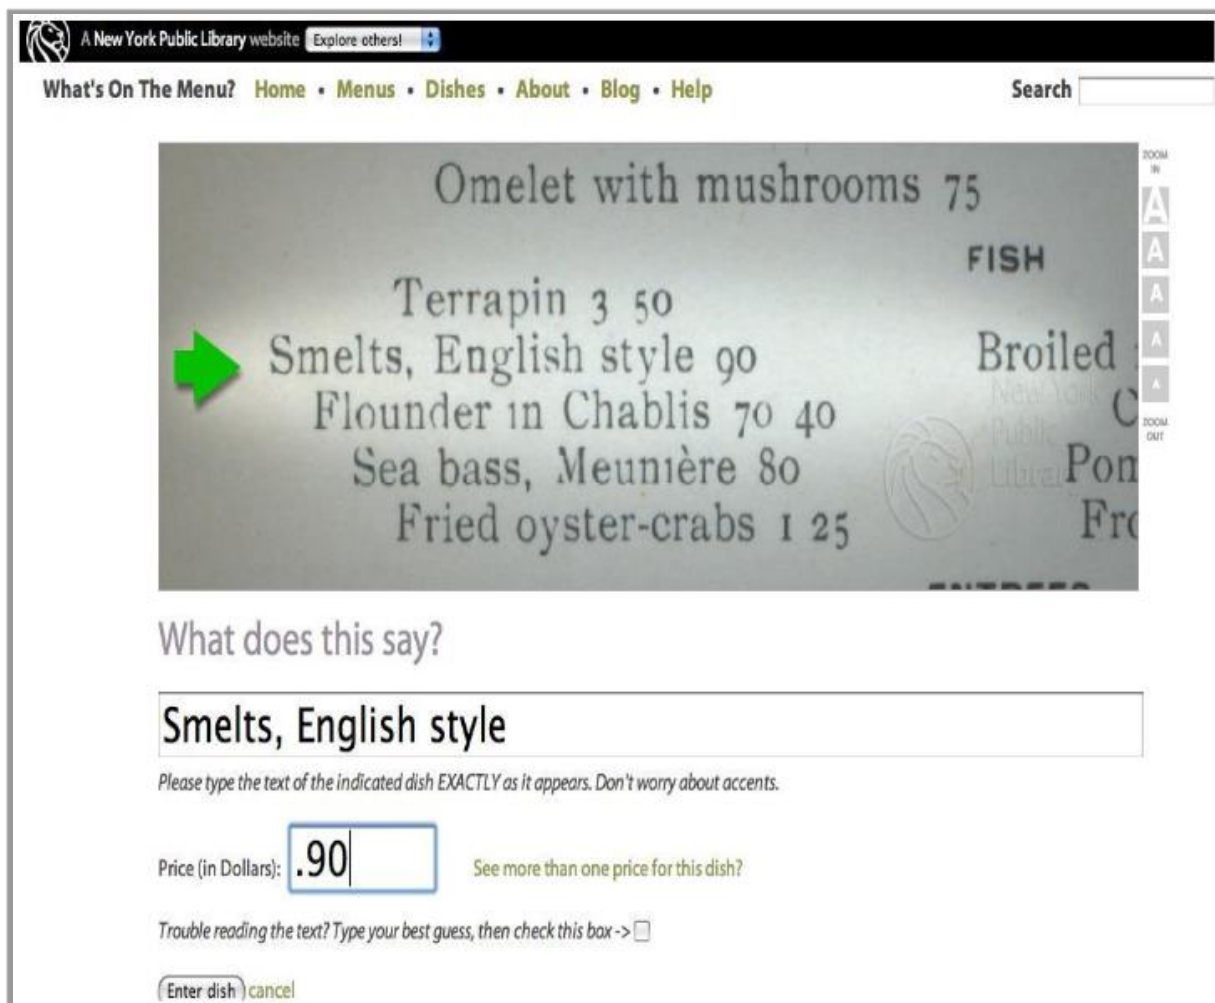 A New York Public Library website Explore others!
What's On The Menu? Home • Menus • Dishes • About • Blog • Help Search
ZOOM IN
Omelet with mushrooms 75
A
FISH
A
Terrapin 3 50
A
Smelts, English style 90
Broiled
A
Flounder in Chablis 70 40
A
ZOOM OUT
New York Public Library
Sea bass, Meunière 80
Pom
Fried oyster-crabs 1 25
Fro
What does this say?
Smelts, English style
Please type the text of the indicated dish EXACTLY as it appears. Don't worry about accents.
Price (in Dollars): .90 See more than one price for this dish?
Trouble reading the text? Type your best guess, then check this box ->
Enter dish cancel